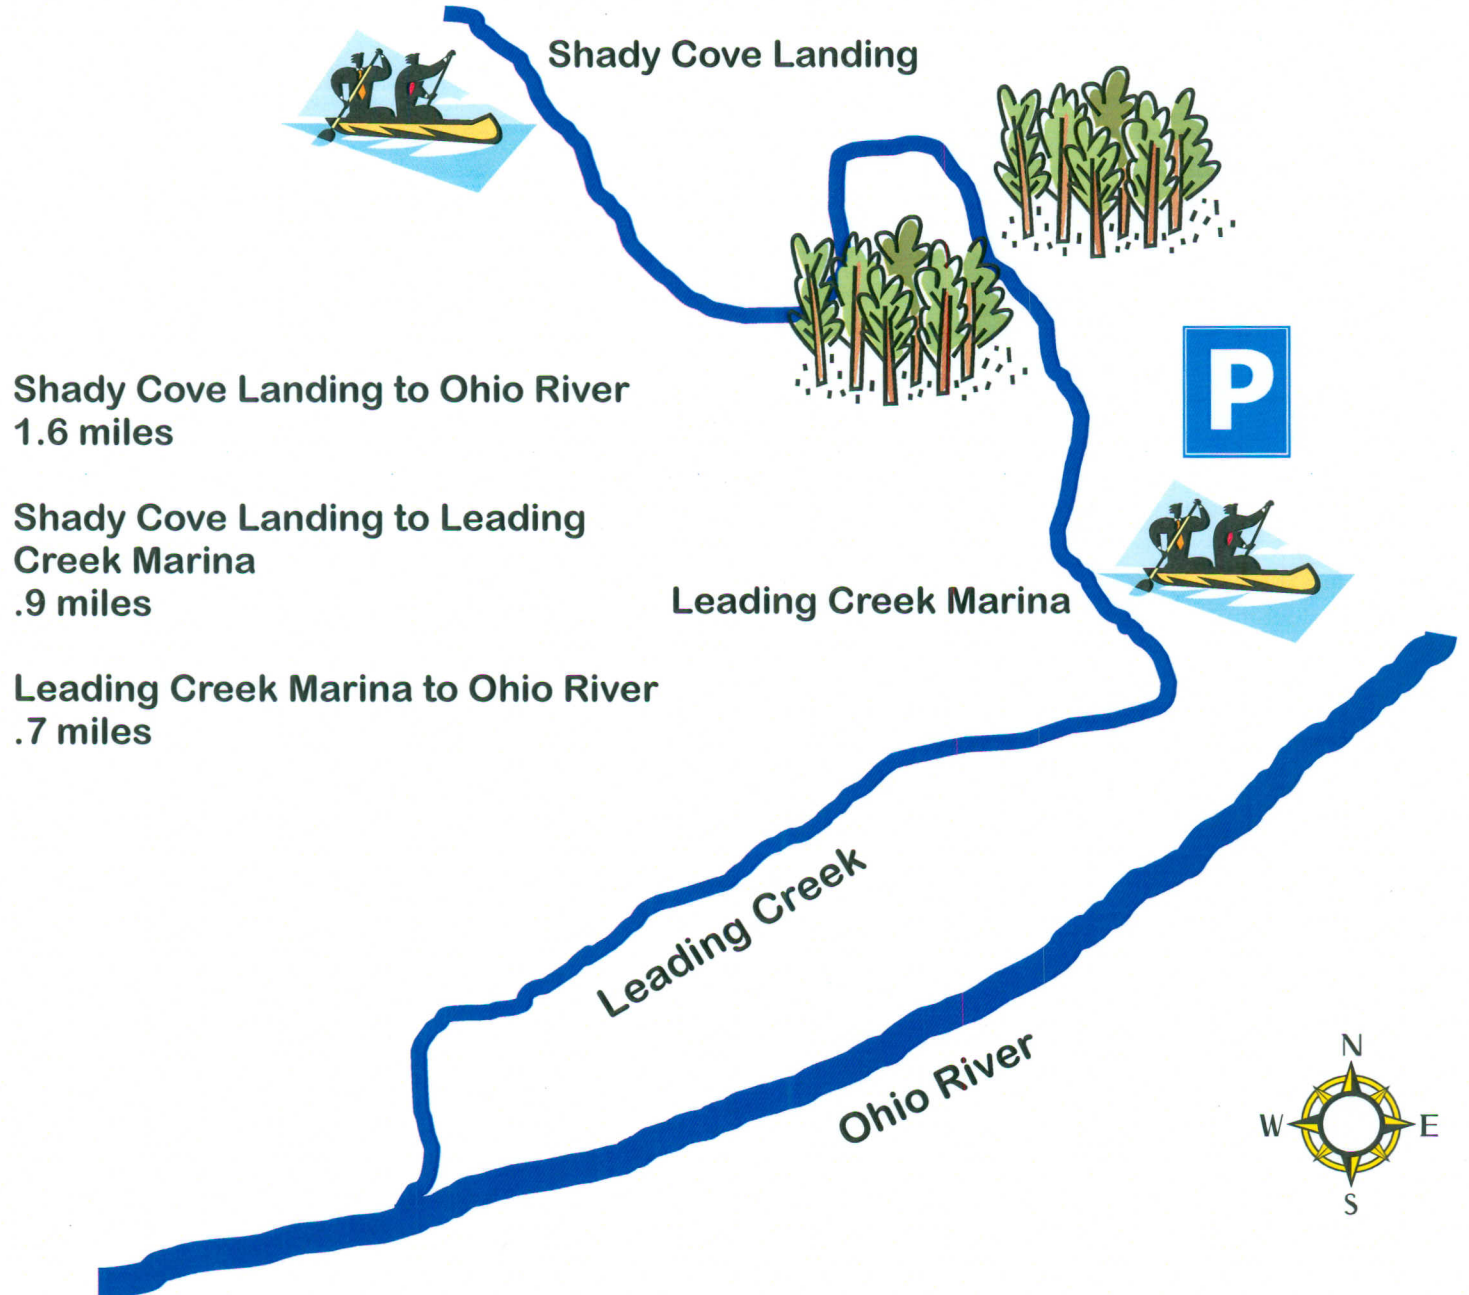 Shady Cove Landing
Shady Cove Landing to Ohio River
1.6 miles
Shady Cove Landing to Leading
Creek Marina
.9 miles
Leading Creek Marina to Ohio River
.7 miles
P
Leading Creek Marina
Leading Creek
Ohio River
N
W
E
S